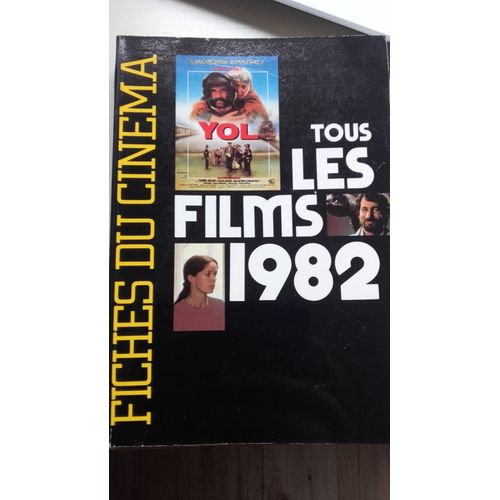 FICHES DU CINEMA
YOL
TOUS
LES
FILMS
1982